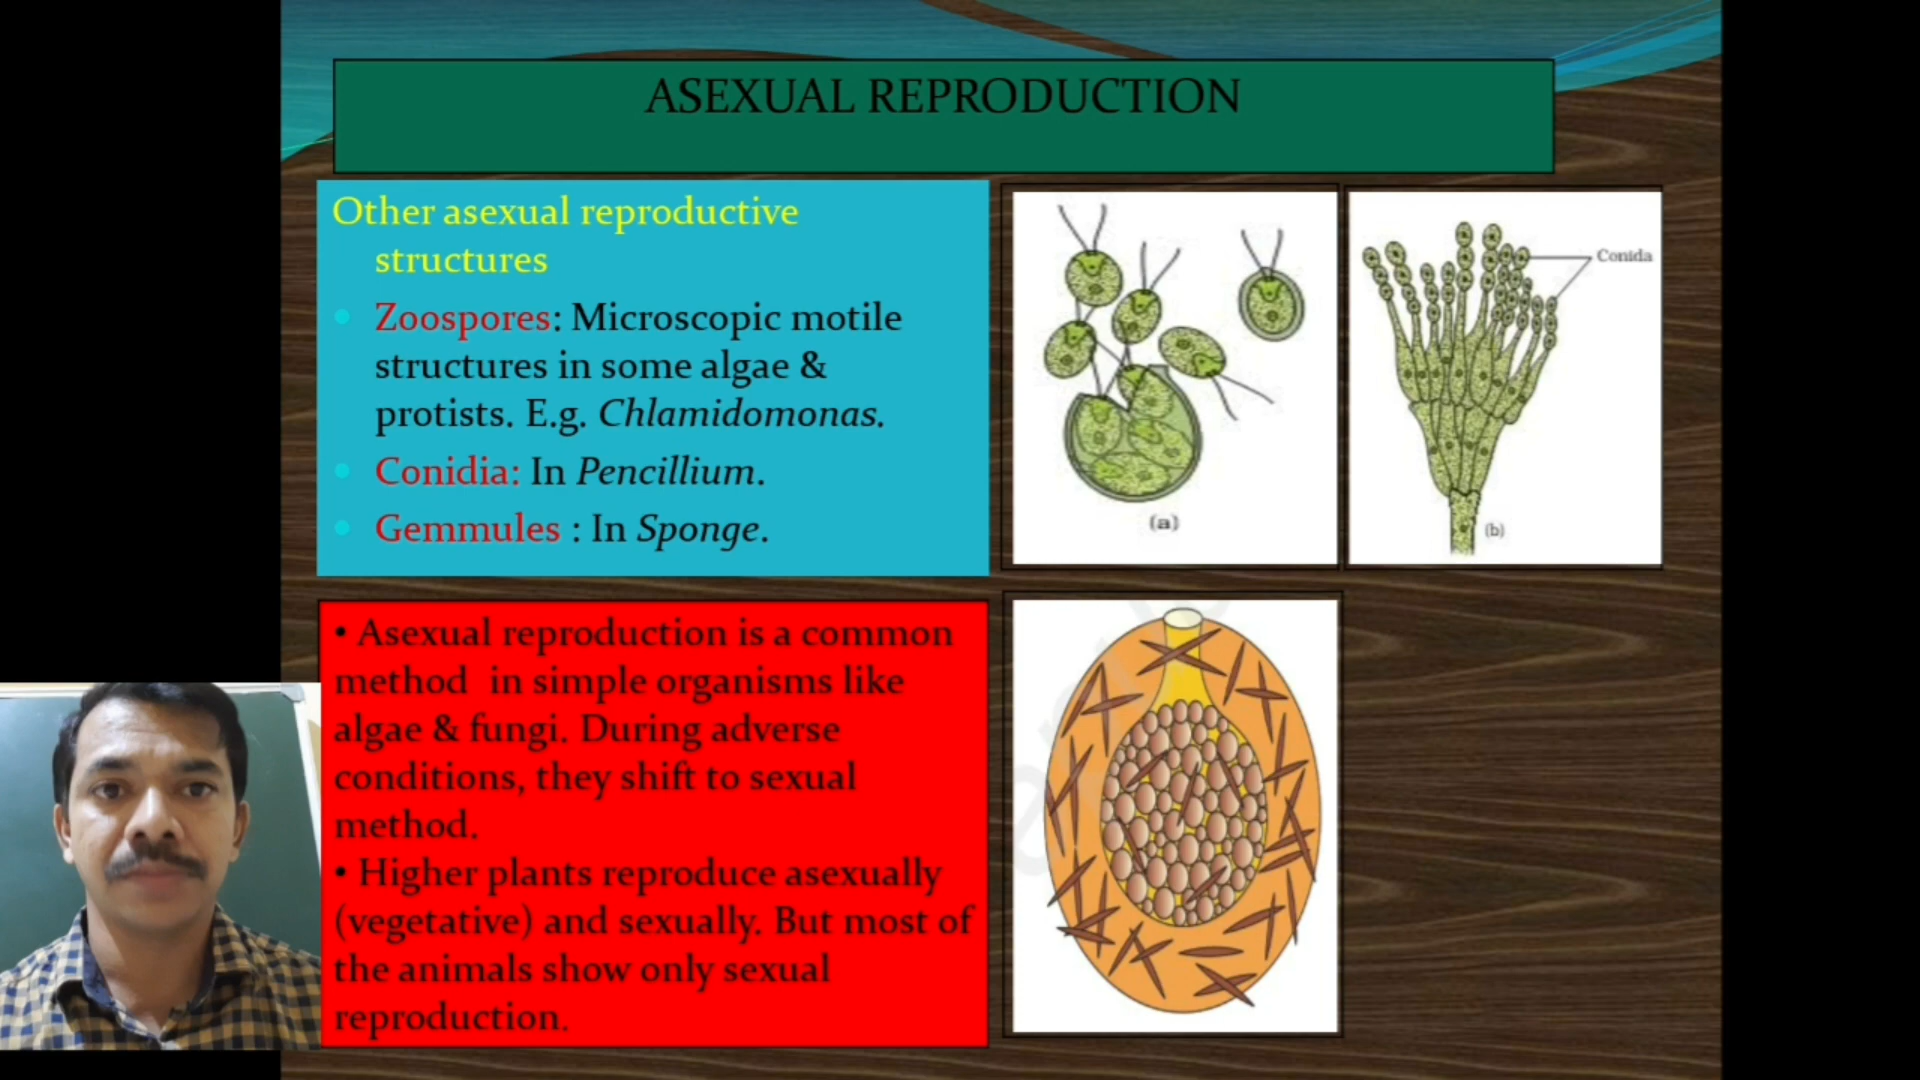 ASEXUAL REPRODUCTION
Other asexual reproductive
structures
Zoospores: Microscopic motile
structures in some algae &
protists. E.g. Chlamidomonas.
Conidia: In Pencillium.
Gemmules : In Sponge.
(a)
Conida
(b)
• Asexual reproduction is a common
method in simple organisms like
algae & fungi. During adverse
conditions, they shift to sexual
method.
• Higher plants reproduce asexually
(vegetative) and sexually. But most of
the animals show only sexual
reproduction.